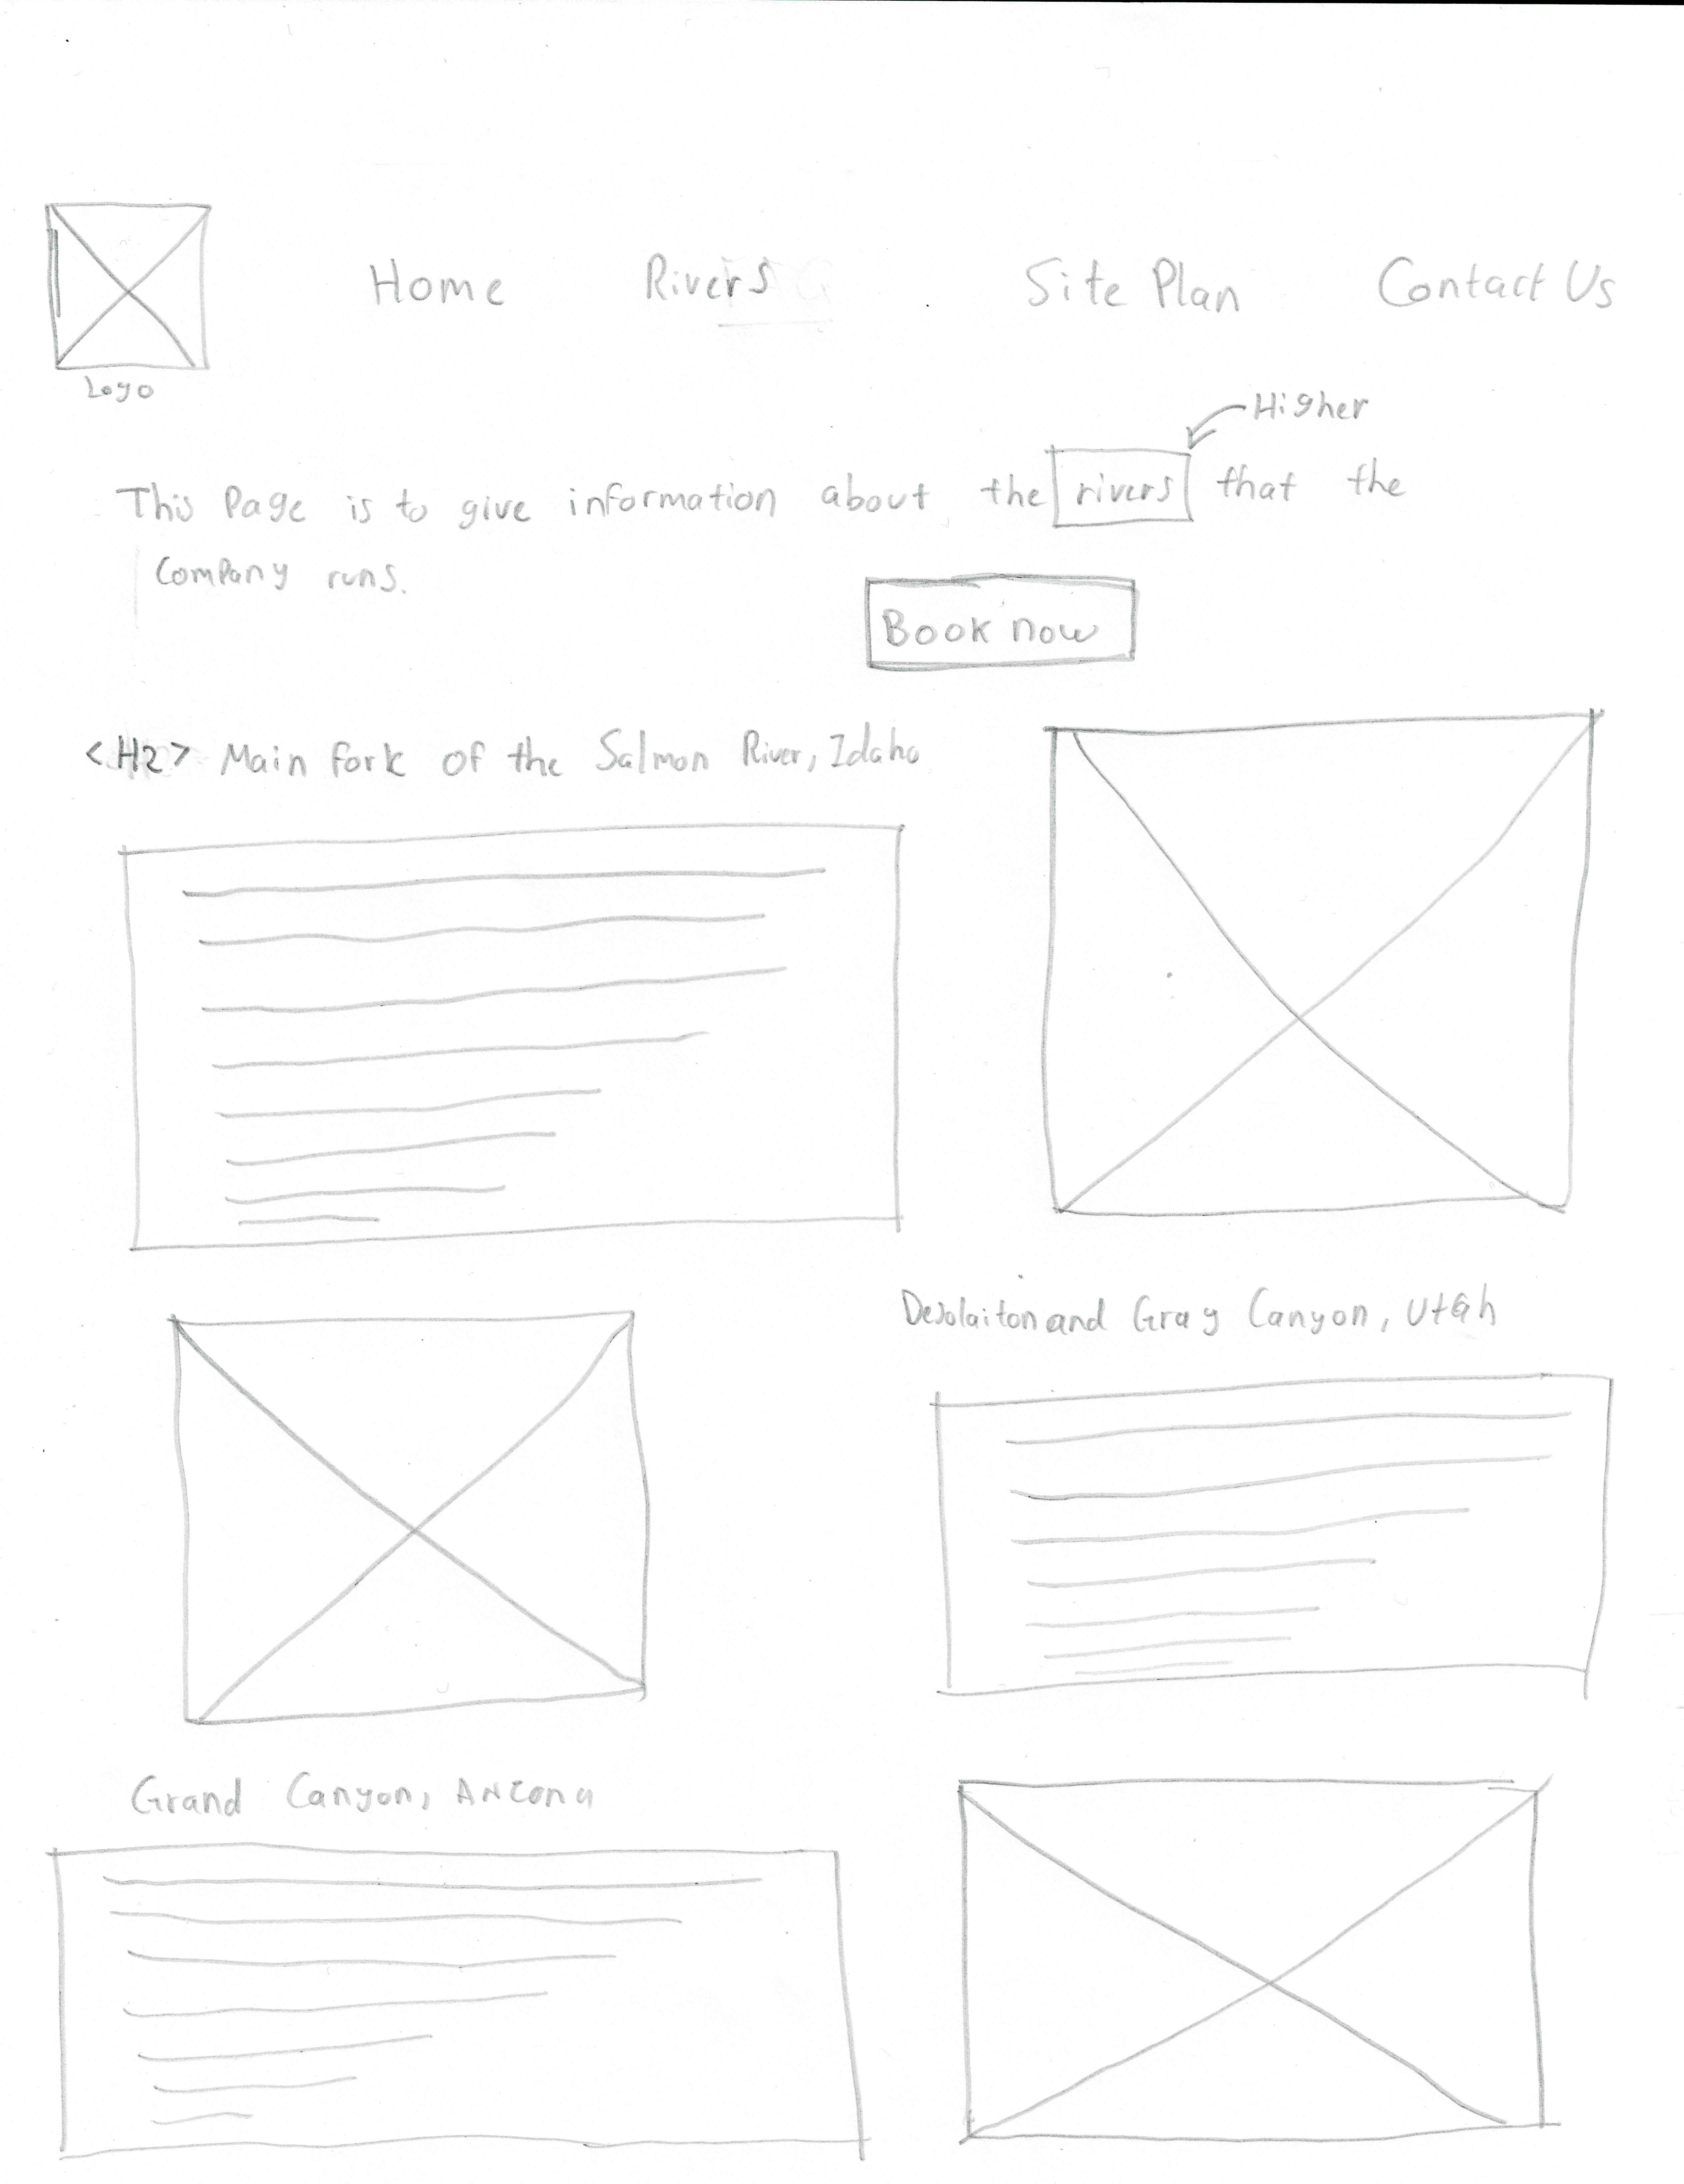 Home Rivers Site Plan Contact Us
Logo
Higher
This Page is to give information about the rivers that the
Company runs.
Book now
<H2> Main fork of the Salmon River, Idaho
Desolaiton and Gray Canyon, Utah
Grand Canyon, Arizona